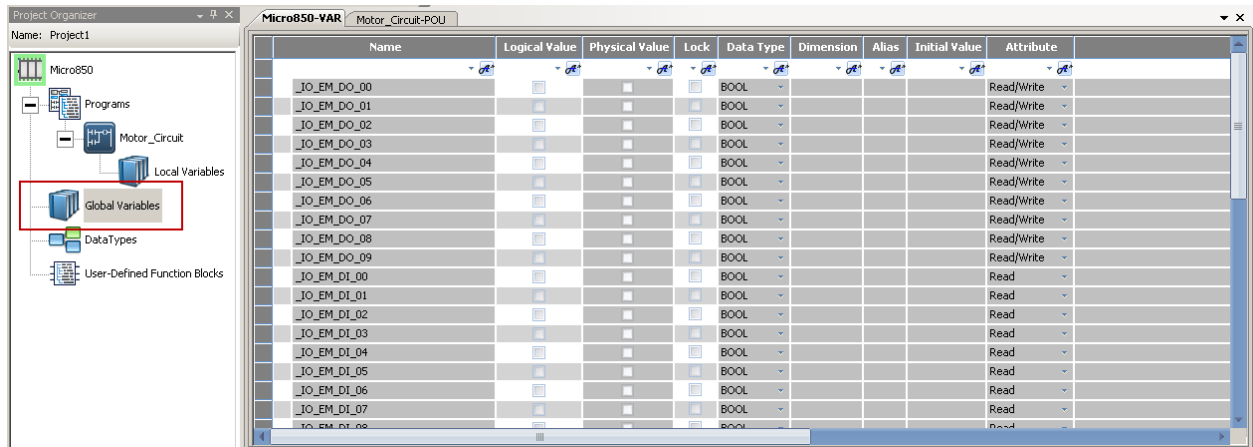 Project Organizer
Name: Project1
Micro850
Programs
Motor_Circuit
Local Variables
Global Variables
DataTypes
User-Defined Function Blocks
Micro850-VAR Motor_Circuit-POU
Name Logical Value Physical Value Lock Data Type Dimension Alias Initial Value Attribute
_IO_EM_DO_00 BOOL Read/Write
_IO_EM_DO_01 BOOL Read/Write
_IO_EM_DO_02 BOOL Read/Write
_IO_EM_DO_03 BOOL Read/Write
_IO_EM_DO_04 BOOL Read/Write
_IO_EM_DO_05 BOOL Read/Write
_IO_EM_DO_06 BOOL Read/Write
_IO_EM_DO_07 BOOL Read/Write
_IO_EM_DO_08 BOOL Read/Write
_IO_EM_DO_09 BOOL Read/Write
_IO_EM_DI_00 BOOL Read
_IO_EM_DI_01 BOOL Read
_IO_EM_DI_02 BOOL Read
_IO_EM_DI_03 BOOL Read
_IO_EM_DI_04 BOOL Read
_IO_EM_DI_05 BOOL Read
_IO_EM_DI_06 BOOL Read
_IO_EM_DI_07 BOOL Read
_IO_EM_DI_08 BOOL Read